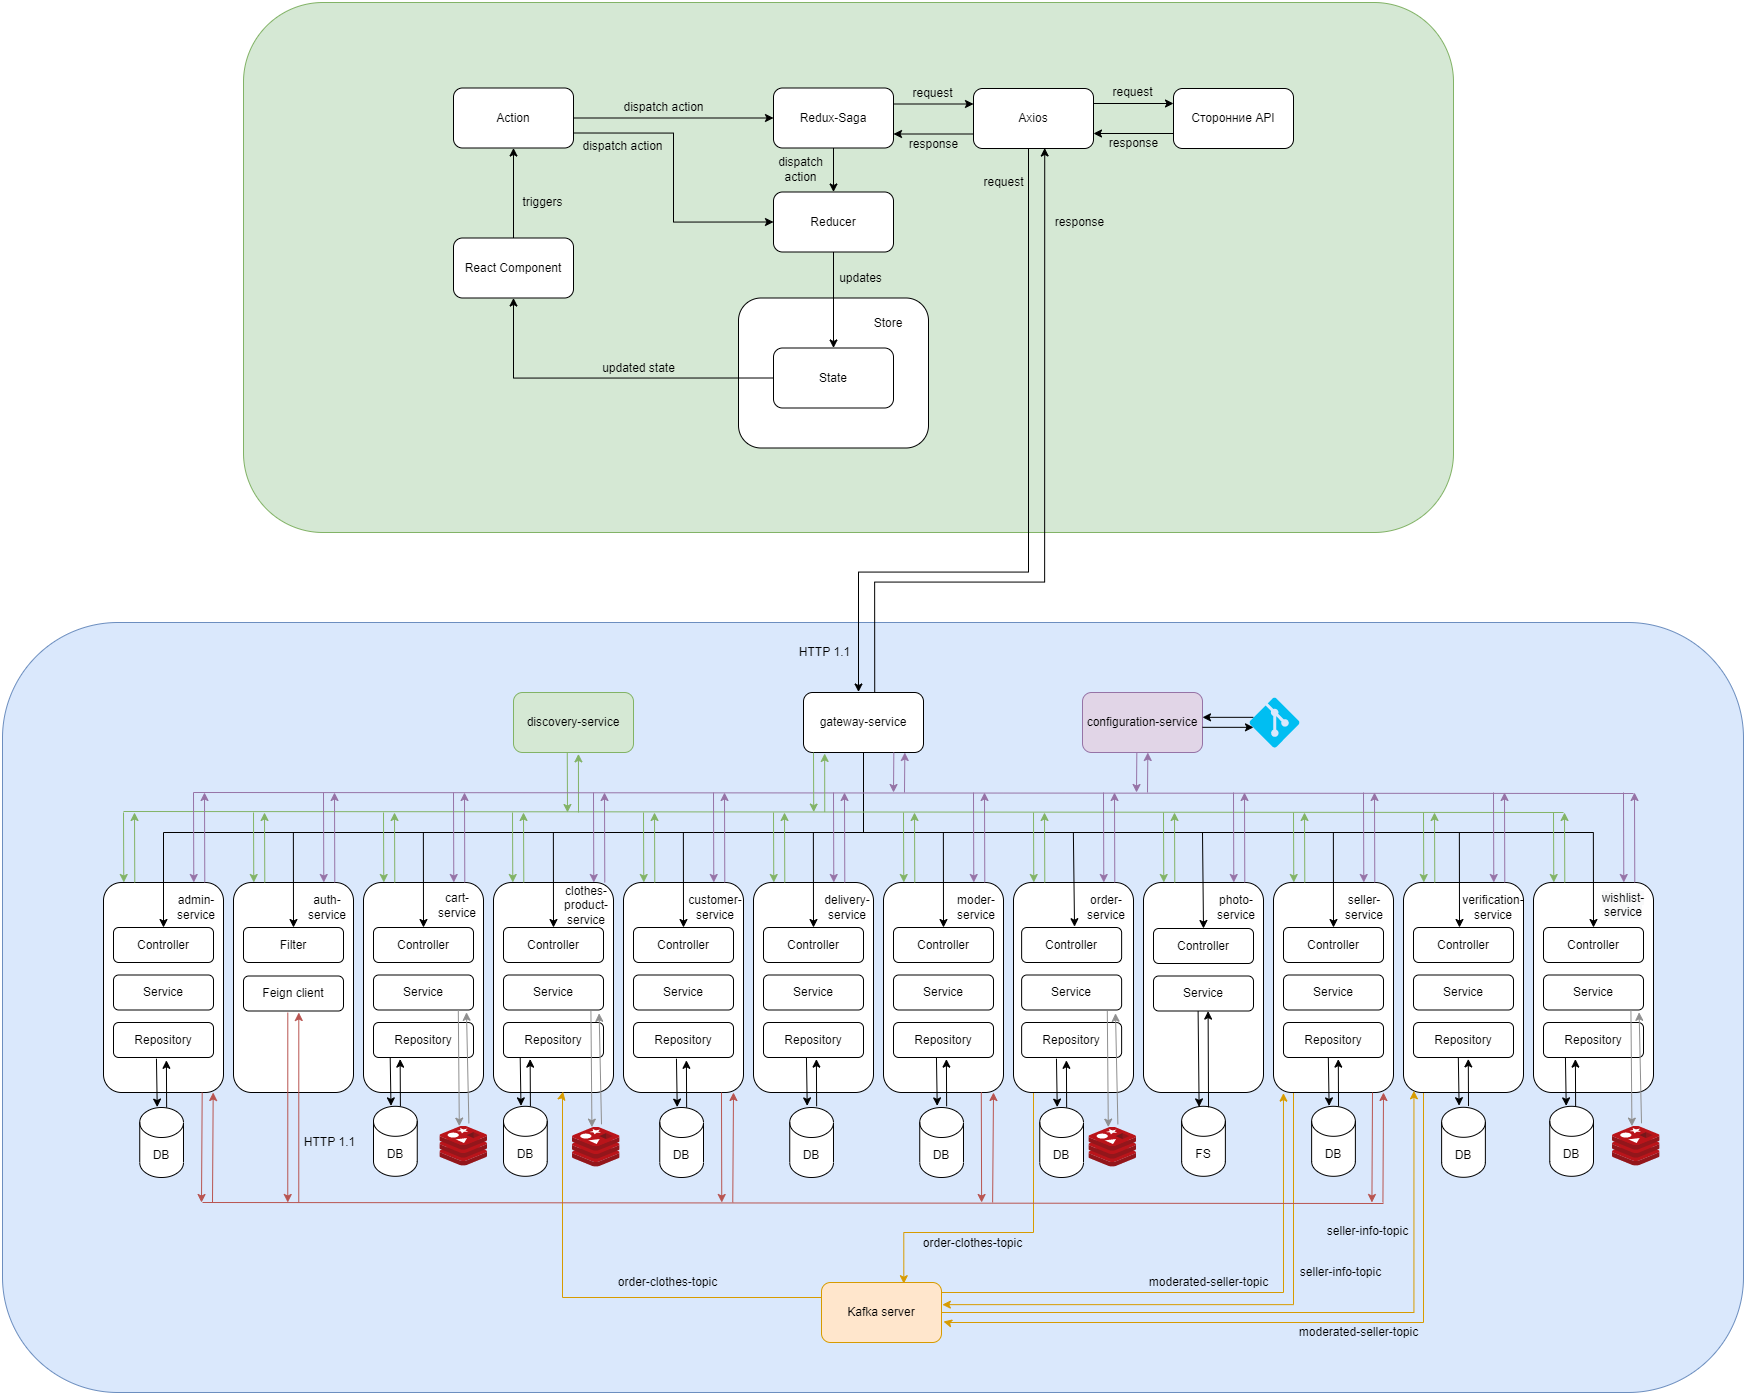 Action
dispatch action
dispatch action
Redux-Saga
request
response
Axios
request
response
Сторонние API
dispatch
action
request
response
triggers
Reducer
React Component
updates
Store
updated state
State
HTTP 1.1
discovery-service
gateway-service
configuration-service
admin-
service
Controller
Service
Repository
DB
auth-
service
Filter
Feign client
HTTP 1.1
cart-
service
Controller
Service
Repository
DB
clothes-
product-
service
Controller
Service
Repository
DB
customer-
service
Controller
Service
Repository
DB
delivery-
service
Controller
Service
Repository
DB
moder-
service
Controller
Service
Repository
DB
order-
service
Controller
Service
Repository
DB
photo-
service
Controller
Service
FS
seller-
service
Controller
Service
Repository
DB
verification-
service
Controller
Service
Repository
DB
wishlist-
service
Controller
Service
Repository
DB
seller-info-topic
order-clothes-topic
seller-info-topic
order-clothes-topic
moderated-seller-topic
Kafka server
moderated-seller-topic